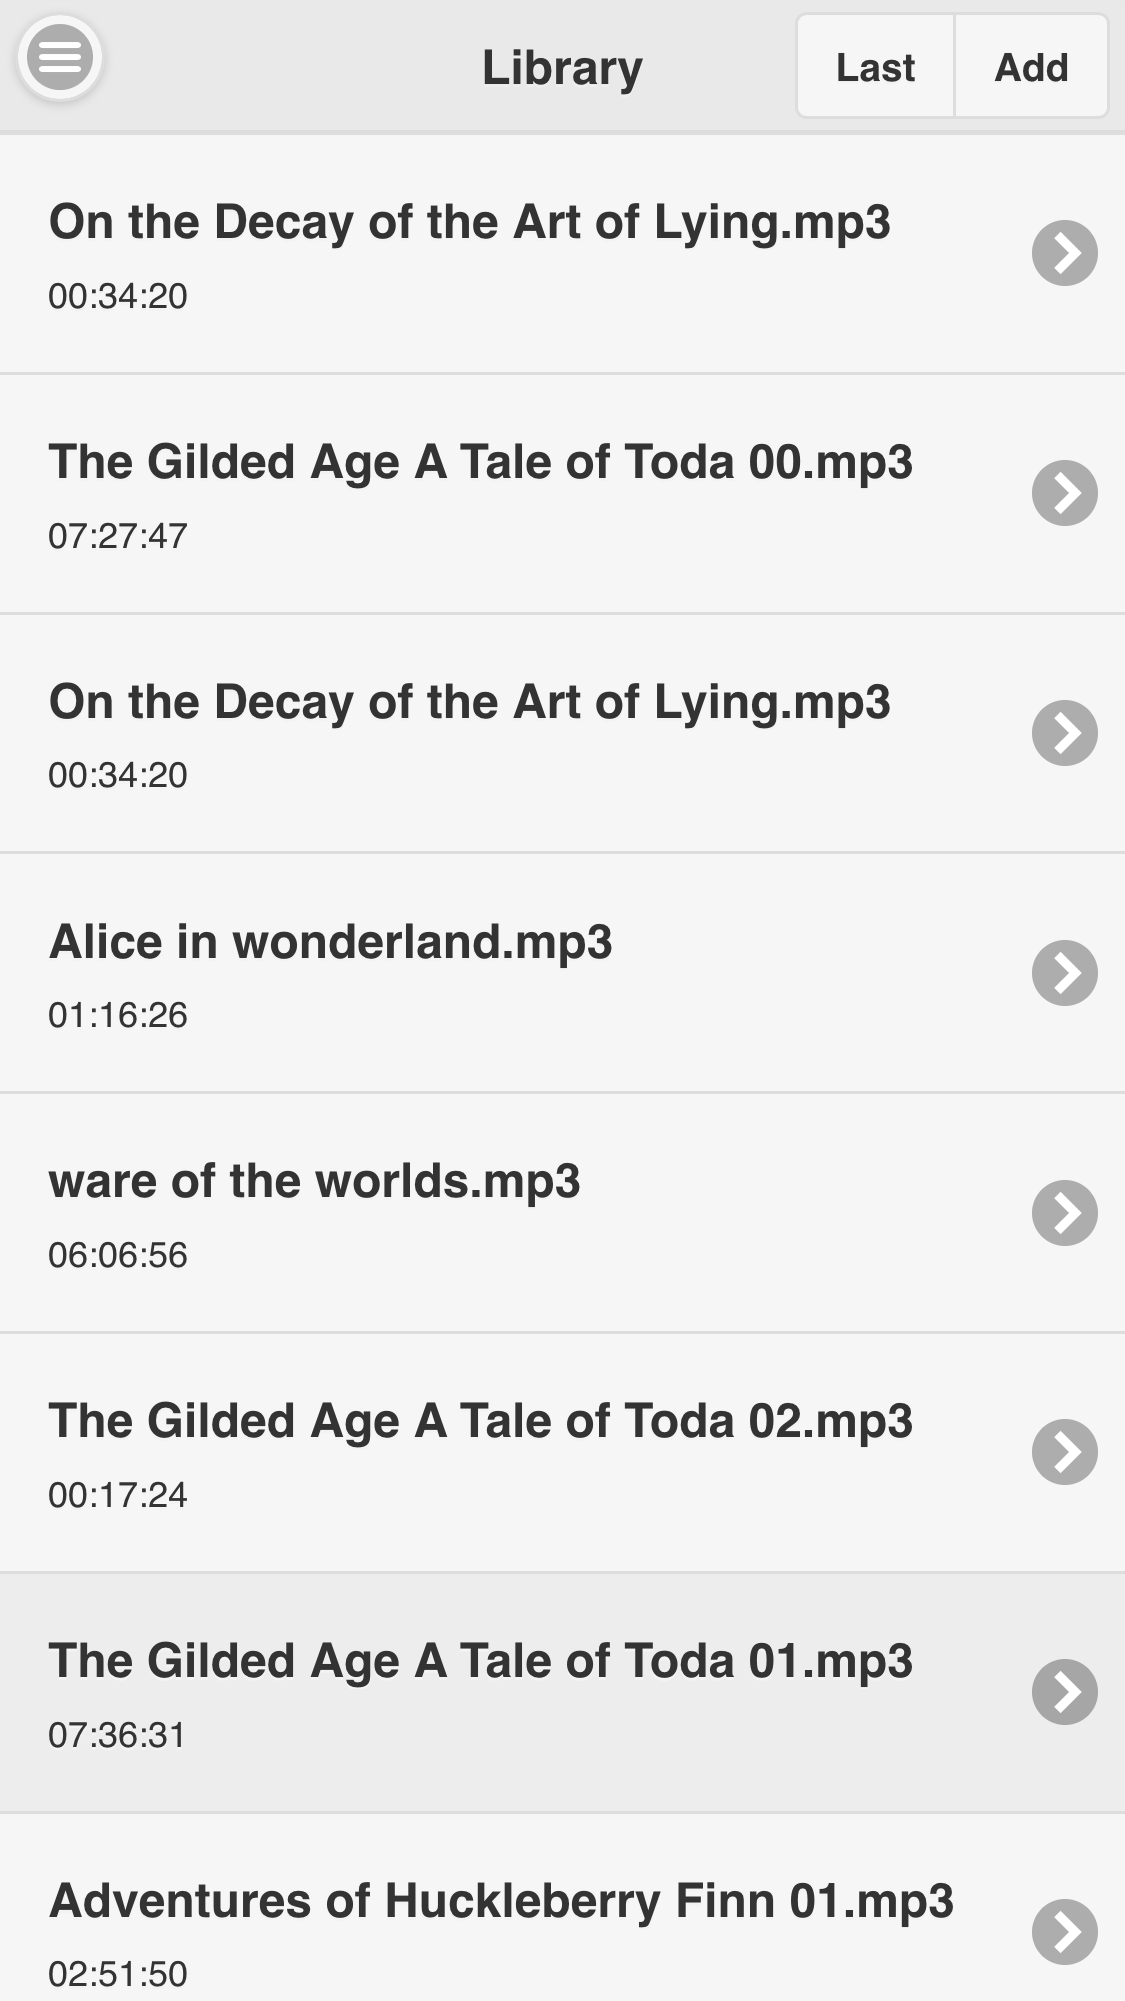 Library
Last
Add
On the Decay of the Art of Lying.mp3
00:34:20
The Gilded Age A Tale of Toda 00.mp3
07:27:47
On the Decay of the Art of Lying.mp3
00:34:20
Alice in wonderland.mp3
01:16:26
ware of the worlds.mp3
06:06:56
The Gilded Age A Tale of Toda 02.mp3
00:17:24
The Gilded Age A Tale of Toda 01.mp3
07:36:31
Adventures of Huckleberry Finn 01.mp3
02:51:50